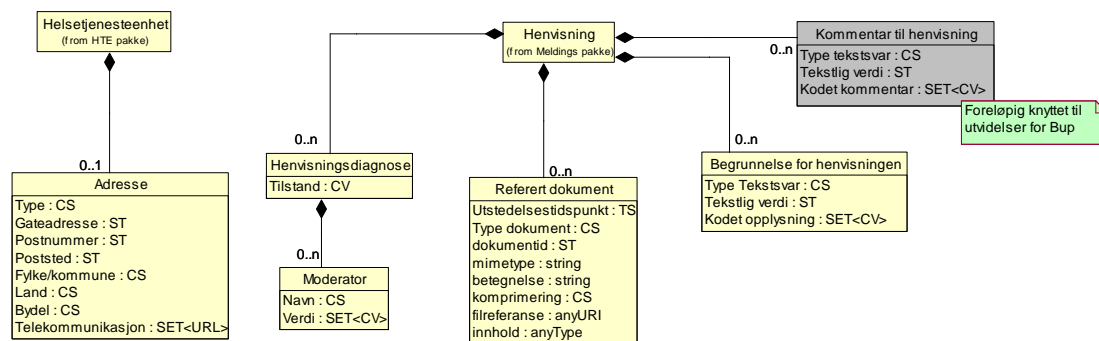 Helsetjenesteenhet
(from HTE pakke)
0..1
Adresse
Type : CS
Gateadresse : ST
Postnummer : ST
Poststed : ST
Fylke/kommune : CS
Land : CS
Bydel : CS
Telekommunikasjon : SET<URL>
Henvisning
(from Meldings pakke)
0..n
Henvisningsdiagnose
Tilstand : CV
0..n
Moderator
Navn : CS
Verdi : SET<CV>
0..n
Referert dokument
Utstedelsestidspunkt : TS
Type dokument : CS
dokumentid : ST
mimetype : string
betegnelse : string
komprimering : CS
filreferanse : anyURI
innhold : anyType
0..n
Begrunnelse for henvisningen
Type Tekstsvar : CS
Tekstlig verdi : ST
Kodet opplysning : SET<CV>
0..n
Kommentar til henvisning
Type tekstsvar : CS
Tekstlig verdi : ST
Kodet kommentar : SET<CV>
Foreløpig knyttet til
utvidelser for Bup